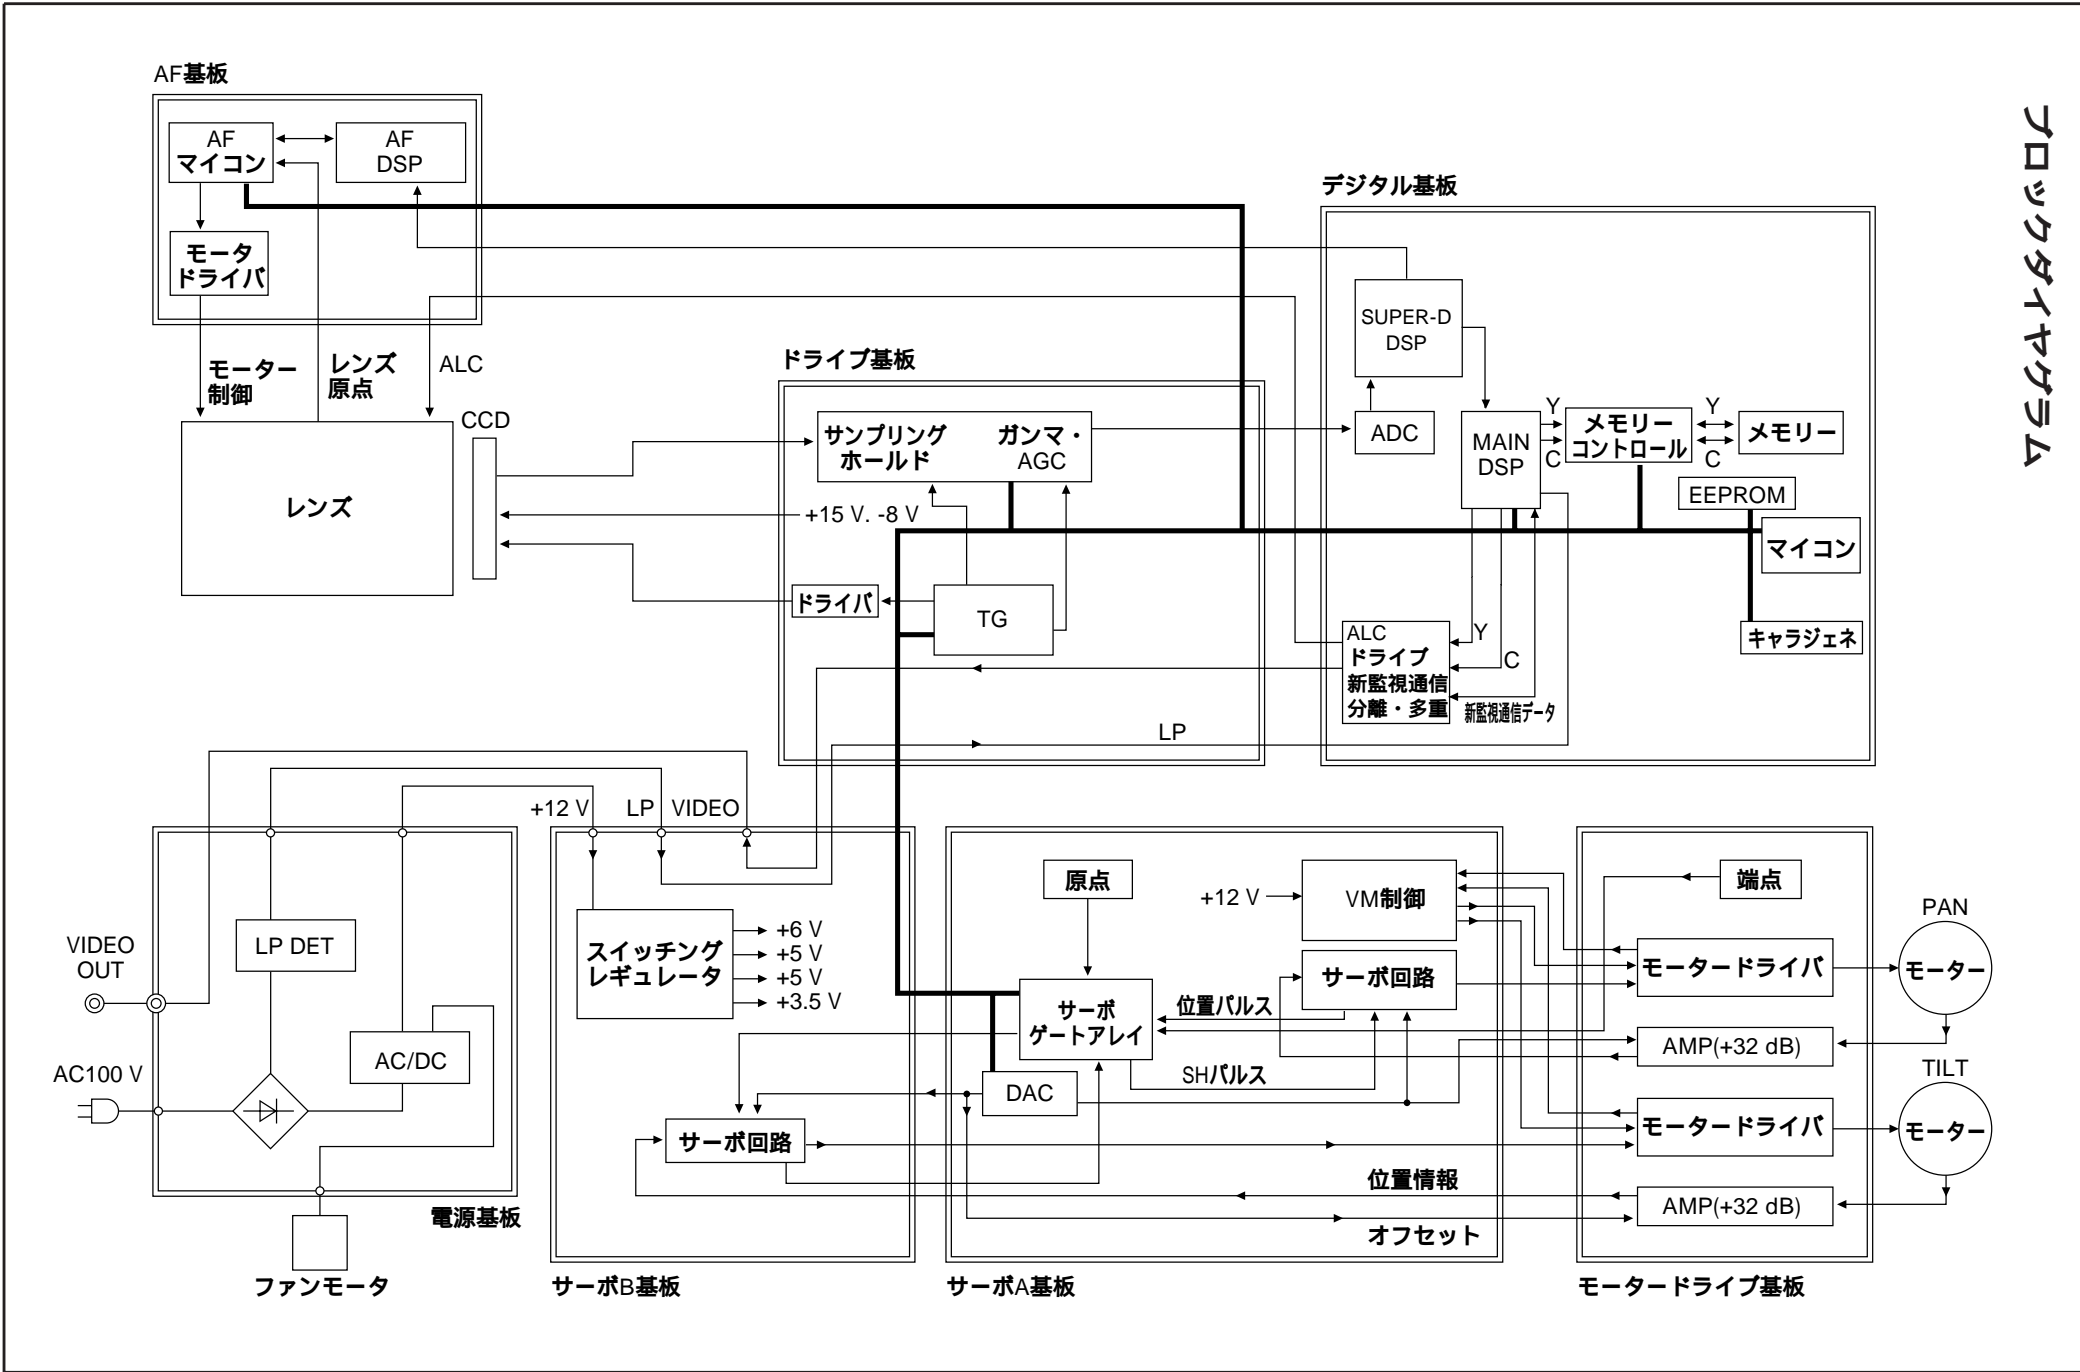 ブロックダイヤグラム
AF基板
AF
マイコン
AF
DSP
モータ
ドライバ
モーター
制御
レンズ
原点
ALC
レンズ
CCD
ドライブ基板
サンプリング
ホールド
ガンマ・
AGC
+15 V. -8 V
ドライバ
TG
LP
デジタル基板
SUPER-D
DSP
ADC
MAIN
DSP
Y
C
メモリー
コントロール
Y
C
メモリー
EEPROM
マイコン
キャラジェネ
ALC
ドライブ
新監視通信
分離・多重
Y
C
新監視通信データ
VIDEO
OUT
AC100 V
LP DET
AC/DC
電源基板
ファンモータ
+12 V
LP
VIDEO
スイッチング
レギュレータ
+6 V
+5 V
+5 V
+3.5 V
サーボ回路
サーボB基板
原点
+12 V
VM制御
サーボ回路
サーボ
ゲートアレイ
位置パルス
SHパルス
DAC
位置情報
オフセット
サーボA基板
端点
モータードライバ
AMP(+32 dB)
モータードライバ
AMP(+32 dB)
モータードライブ基板
PAN
モーター
TILT
モーター